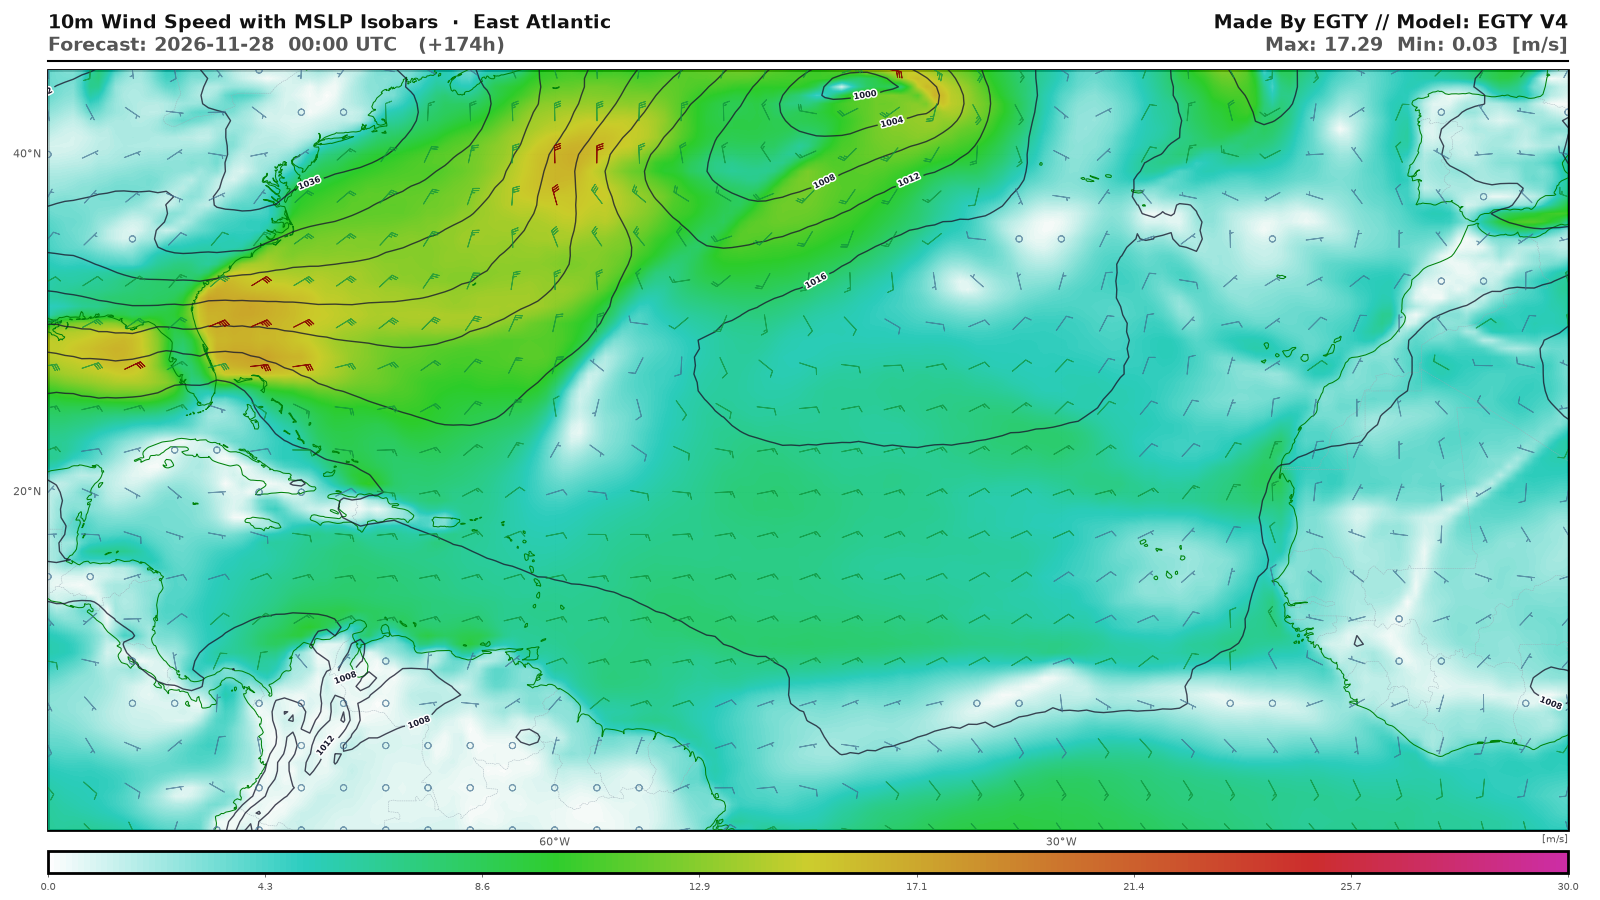 10m Wind Speed with MSLP Isobars · East Atlantic
Made By EGTY // Model: EGTY V4
Forecast: 2026-11-28 00:00 UTC (+174h)
Max: 17.29 Min: 0.03 [m/s]
1000
1004
40°N
1036
1008
1012
1016
20°N
1008
1008
1008
1012
60°W
30°W
[m/s]
0.0
4.3
8.6
12.9
17.1
21.4
25.7
30.0